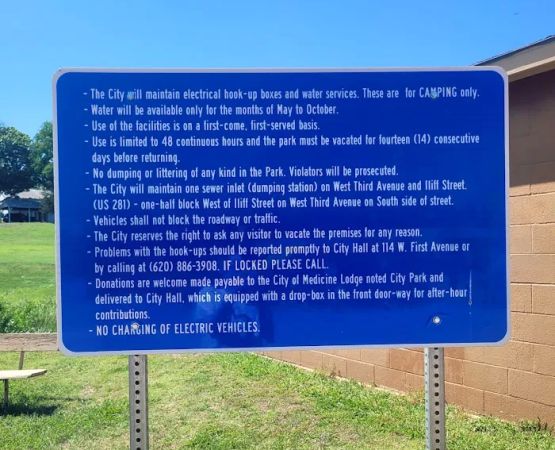 - The City will maintain electrical hook-up boxes and water services. These are for CAMPING only.
- Water will be available only for the months of May to October.
- Use of the facilities is on a first-come, first-served basis.
- Use is limited to 48 continuous hours and the park must be vacated for fourteen (14) consecutive
days before returning.
- No dumping or littering of any kind in the Park. Violators will be prosecuted.
- The City will maintain one sewer inlet (dumping station) on West Third Avenue and Iliff Street.
(US 281) - one-half block West of Iliff Street on West Third Avenue on South side of street.
- Vehicles shall not block the roadway or traffic.
- The City reserves the right to ask any visitor to vacate the premises for any reason.
- Problems with the hook-ups should be reported promptly to City Hall at 114 W. First Avenue or
by calling at (620) 886-3908. IF LOCKED PLEASE CALL.
- Donations are welcome made payable to the City of Medicine Lodge noted City Park and
delivered to City Hall, which is equipped with a drop-box in the front door-way for after-hour
contributions.
- NO CHARGING OF ELECTRIC VEHICLES.